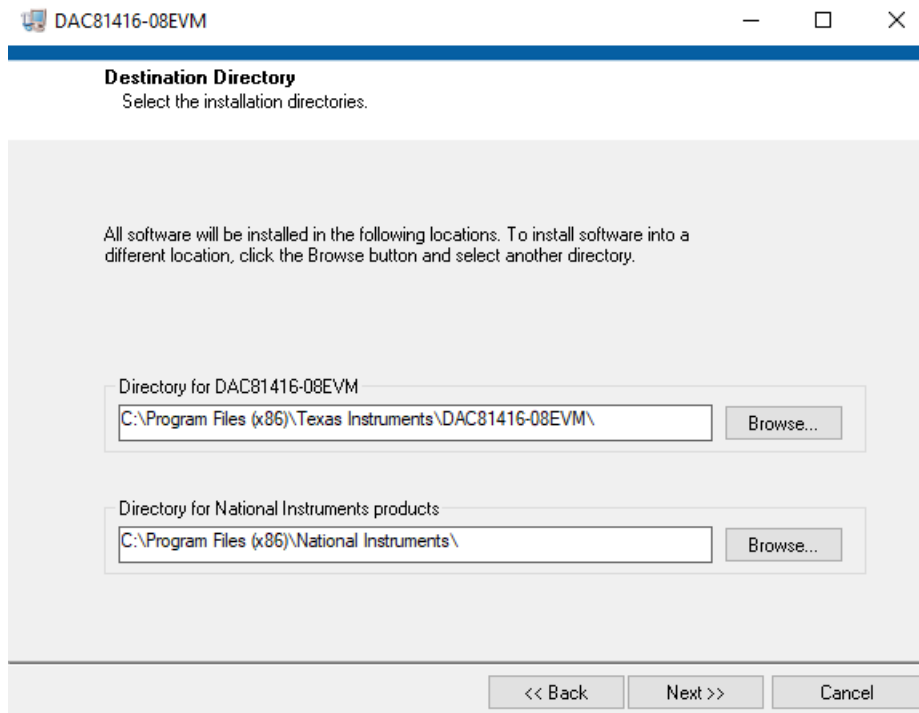 DAC81416-08EVM
Destination Directory
Select the installation directories.
All software will be installed in the following locations. To install software into a
different location, click the Browse button and select another directory.
Directory for DAC81416-08EVM
C:\Program Files (x86)\Texas Instruments\DAC81416-08EVM\
Browse...
Directory for National Instruments products
C:\Program Files (x86)\National Instruments\
Browse...
<< Back
Next >>
Cancel